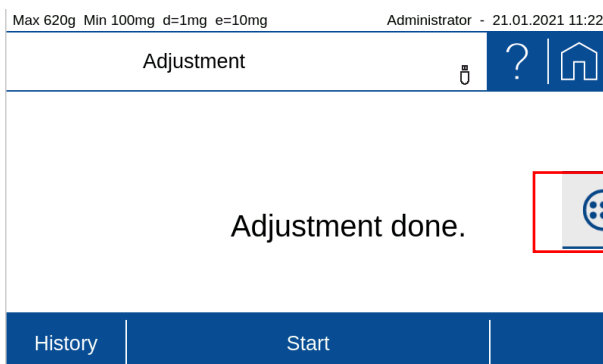 Max 620g Min 100mg d=1mg e=10mg Administrator - 21.01.2021 11:22
Adjustment ?
Adjustment done.
History Start